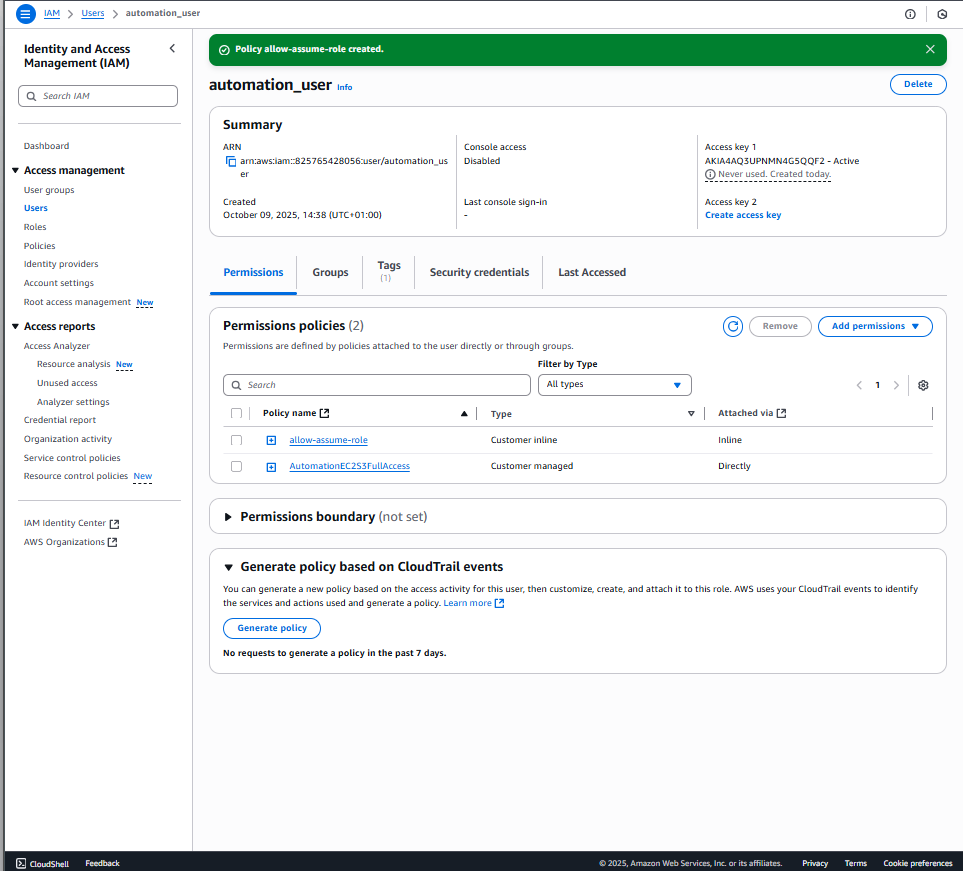 IAM > Users > automation_user
Identity and Access
Management (IAM)
Search IAM
Dashboard
Access management
User groups
Users
Roles
Policies
Identity providers
Account settings
Root access management New
Access reports
Access Analyzer
Resource analysis New
Unused access
Analyzer settings
Credential report
Organization activity
Service control policies
Resource control policies New
IAM Identity Center
AWS Organizations
Policy allow-assume-role created.
automation_user Info
Delete
Summary
ARN
arn:aws:iam::825765428056:user/automation_us
er
Created
October 09, 2025, 14:38 (UTC+01:00)
Console access
Disabled
Last console sign-in
-
Access key 1
AKIA4AQ3UPNMN4G5QQF2 - Active
Never used. Created today.
Access key 2
Create access key
Permissions
Groups
Tags
(1)
Security credentials
Last Accessed
Permissions policies (2)
Remove
Add permissions
Permissions are defined by policies attached to the user directly or through groups.
Filter by Type
Search
All types
1
Policy name Type Attached via
allow-assume-role Customer inline Inline
AutomationEC2S3FullAccess Customer managed Directly
Permissions boundary (not set)
Generate policy based on CloudTrail events
You can generate a new policy based on the access activity for this user, then customize, create, and attach it to this role. AWS uses your CloudTrail events to identify
the services and actions used and generate a policy. Learn more
Generate policy
No requests to generate a policy in the past 7 days.
CloudShell Feedback © 2025, Amazon Web Services, Inc. or its affiliates. Privacy Terms Cookie preferences